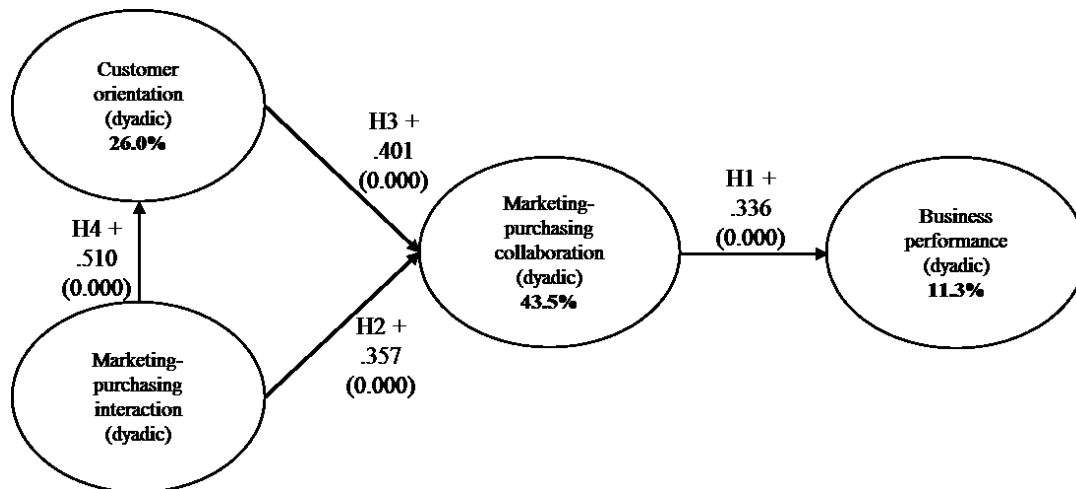 Customer
orientation
(dyadic)
26.0%
H3 +
.401
(0.000)
H4 +
.510
(0.000)
Marketing-
purchasing
interaction
(dyadic)
H2 +
.357
(0.000)
Marketing-
purchasing
collaboration
(dyadic)
43.5%
H1 +
.336
(0.000)
Business
performance
(dyadic)
11.3%